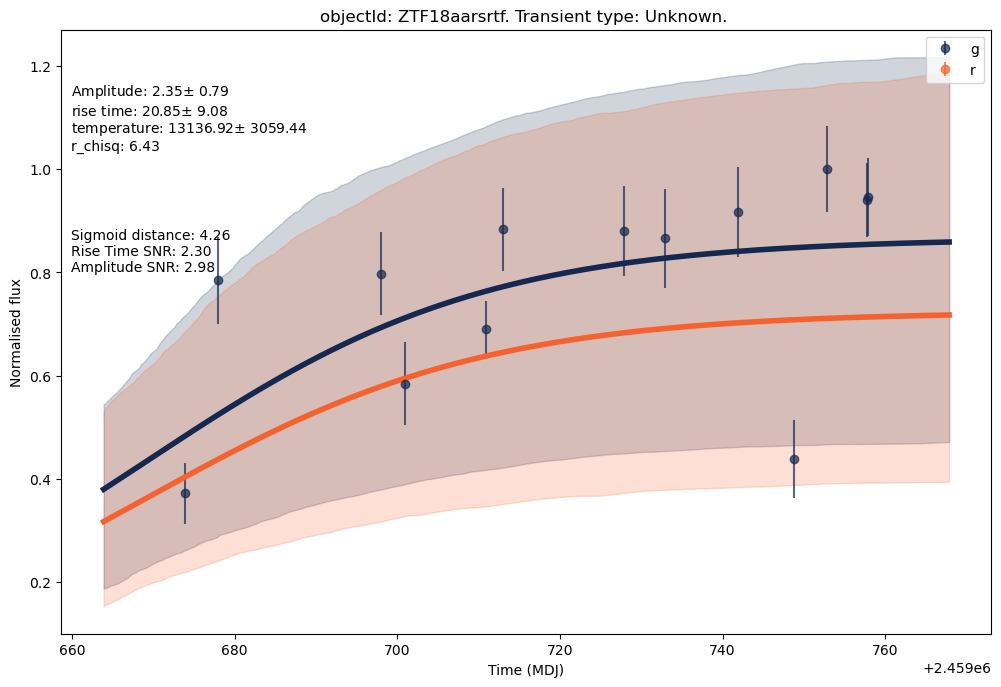 objectId: ZTF18aarsrtf. Transient type: Unknown.
g
r
Amplitude: 2.35± 0.79
rise time: 20.85± 9.08
temperature: 13136.92± 3059.44
r_chisq: 6.43
Sigmoid distance: 4.26
Rise Time SNR: 2.30
Amplitude SNR: 2.98
Normalised flux
1.2
1.0
0.8
0.6
0.4
0.2
660 680 700 720 740 760
Time (MDJ)
+2.459e6